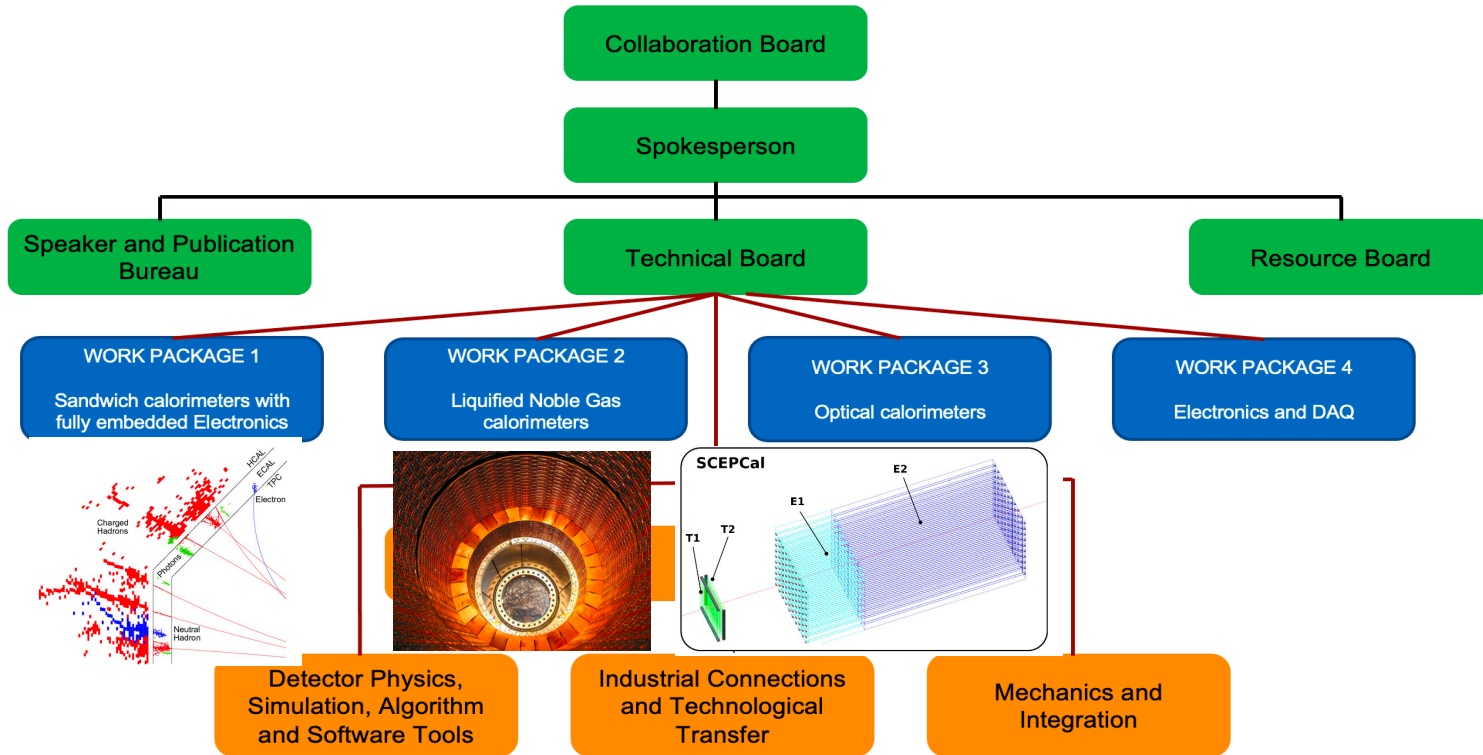 Collaboration Board
Spokesperson
Speaker and Publication
Bureau
Technical Board
Resource Board
WORK PACKAGE 1
Sandwich calorimeters with
fully embedded Electronics
WORK PACKAGE 2
Liquified Noble Gas
calorimeters
WORK PACKAGE 3
Optical calorimeters
WORK PACKAGE 4
Electronics and DAQ
HCAL
ECAL
TPC
Electron
Charged
Hadrons
Photons
Neutral
Hadron
SCEPCal
E2
E1
T2
T1
Detector Physics,
Simulation, Algorithm
and Software Tools
Industrial Connections
and Technological
Transfer
Mechanics and
Integration